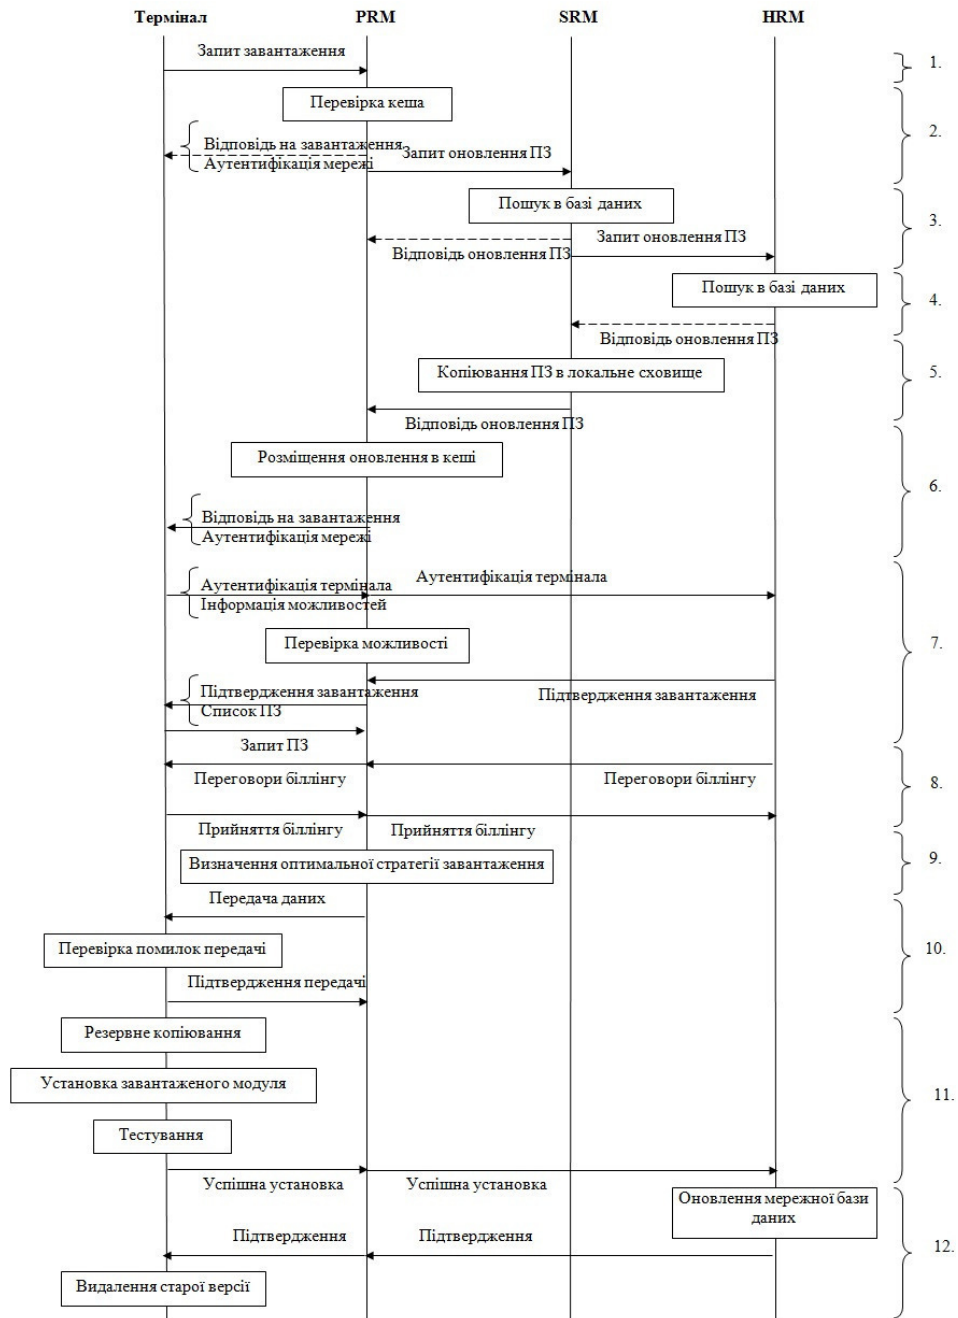 Термінал PRM SRM HRM
Запит завантаження
1.
Перевірка кеша
2.
Відповідь на завантаження
Аутентифікація мережі
Запит оновлення ПЗ
Пошук в базі даних
3.
Запит оновлення ПЗ
Відповідь оновлення ПЗ
Пошук в базі даних
4.
Відповідь оновлення ПЗ
Копіювання ПЗ в локальне сховище
5.
Відповідь оновлення ПЗ
Розміщення оновлення в кеші
6.
Відповідь на завантаження
Аутентифікація мережі
Аутентифікація термінала
Інформація можливостей
Аутентифікація термінала
Перевірка можливості
7.
Підтвердження завантаження
Список ПЗ
Підтвердження завантаження
Запит ПЗ
Переговори біллінгу
Переговори біллінгу
8.
Прийняття біллінгу
Прийняття біллінгу
Визначення оптимальної стратегії завантаження
9.
Передача даних
Перевірка помилок передачі
10.
Підтвердження передачі
Резервне копіювання
Установка завантаженого модуля
11.
Тестування
Успішна установка
Успішна установка
Оновлення мережної бази
даних
Підтвердження
Підтвердження
12.
Видалення старої версії